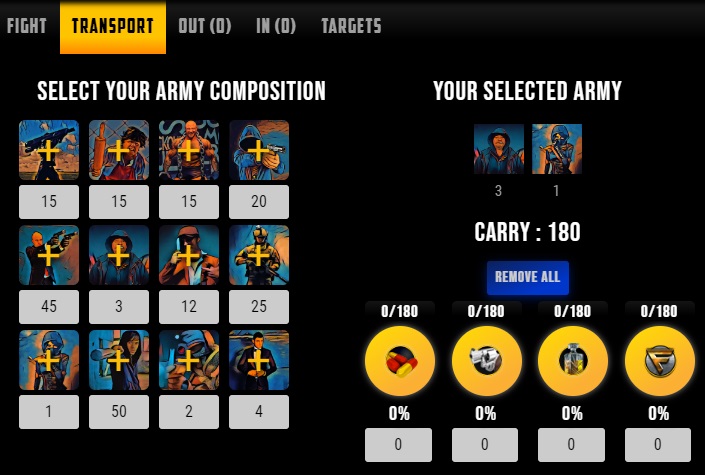 FIGHT TRANSPORT OUT (0) IN (0) TARGETS
SELECT YOUR ARMY COMPOSITION
15 15 15 20
45 3 12 25
1 50 2 4
YOUR SELECTED ARMY
3 1
CARRY : 180
REMOVE ALL
0/180 0/180 0/180 0/180
0% 0% 0% 0%
0 0 0 0